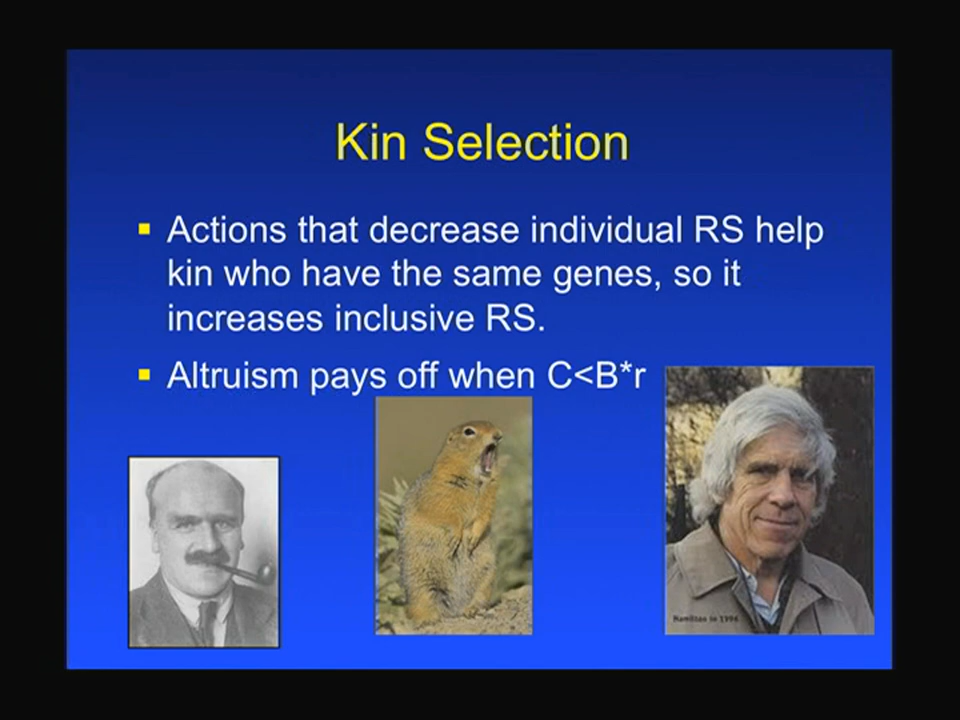 Kin Selection
Actions that decrease individual RS help
kin who have the same genes, so it
increases inclusive RS.
Altruism pays off when C<B*r
Hamilton in 1996